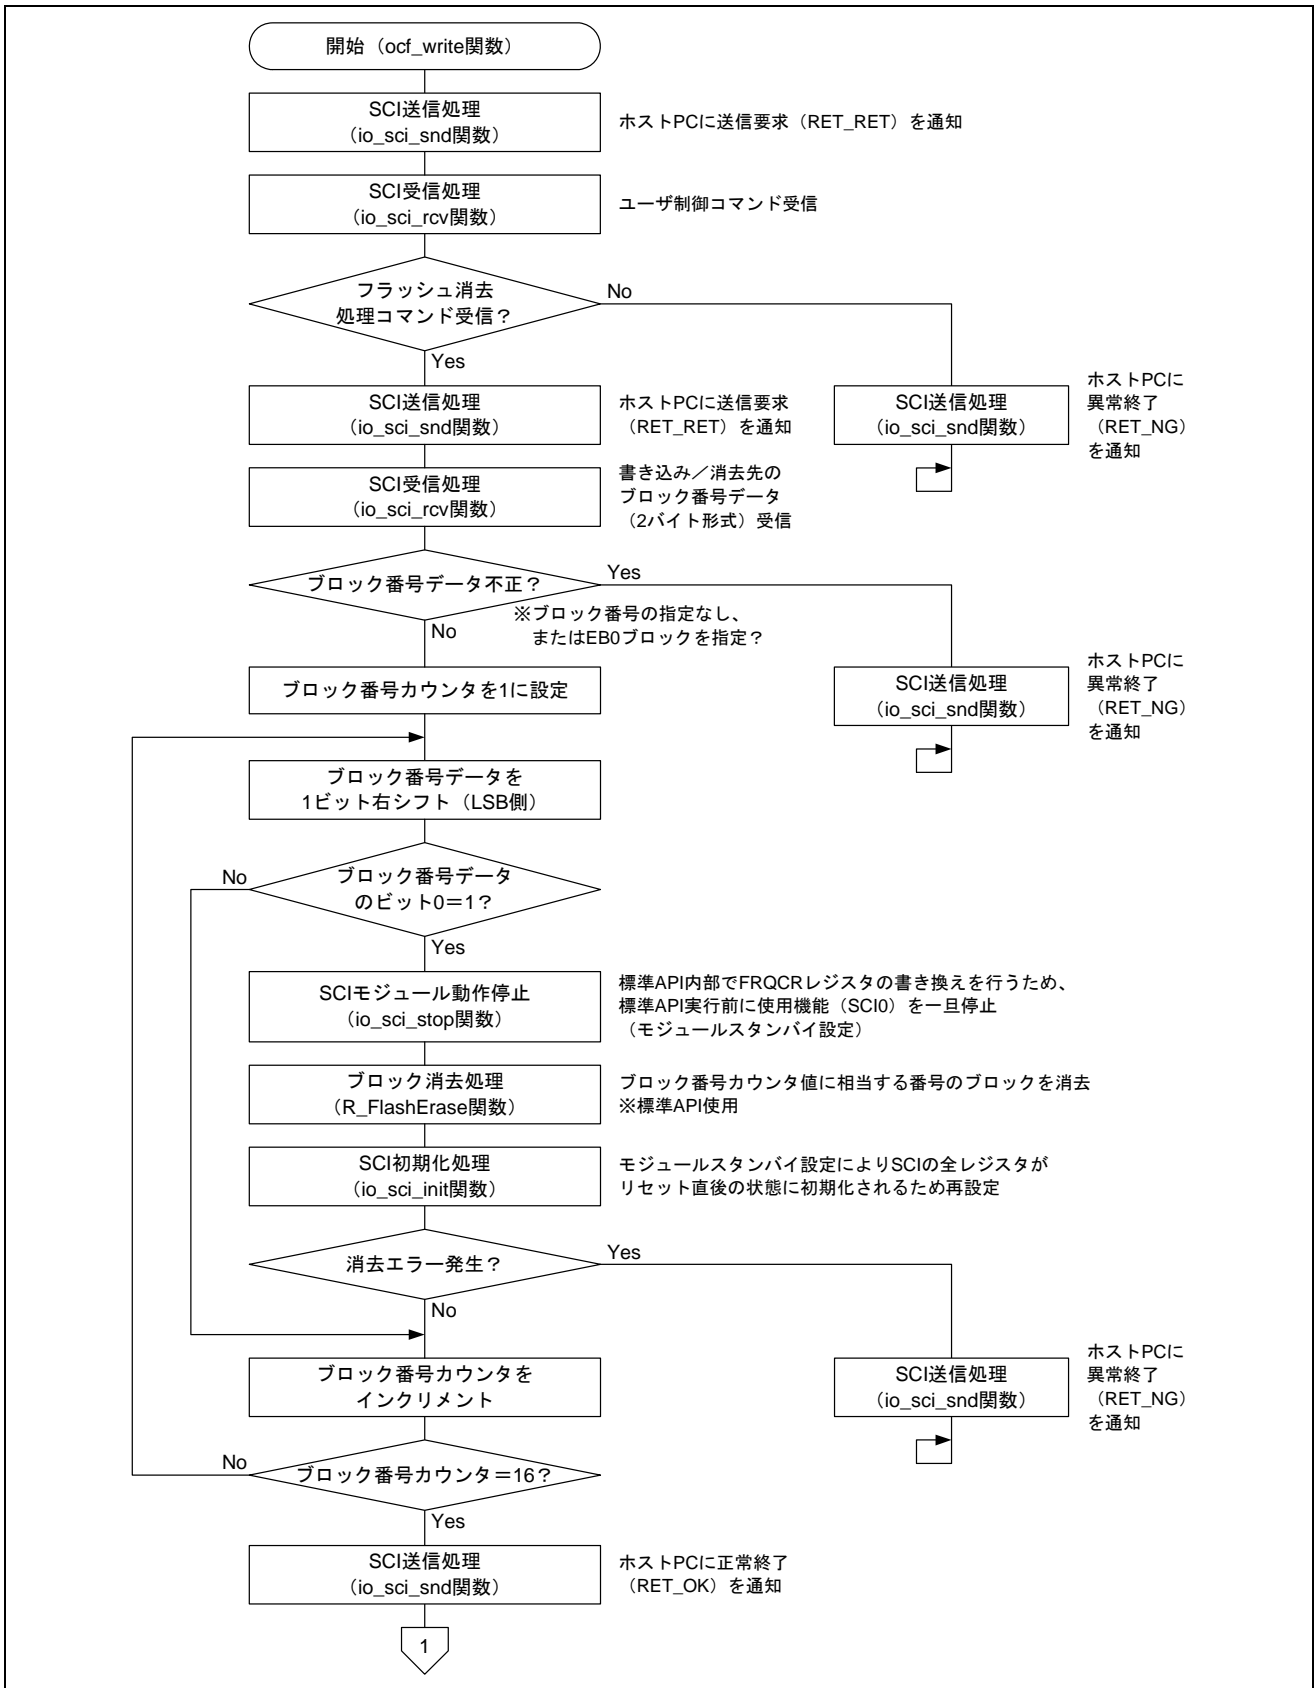 開始（ocf_write関数）
SCI送信処理
（io_sci_snd関数）
ホストPCに送信要求（RET_RET）を通知
SCI受信処理
（io_sci_rcv関数）
ユーザ制御コマンド受信
フラッシュ消去
処理コマンド受信？
No
Yes
SCI送信処理
（io_sci_snd関数）
ホストPCに送信要求
（RET_RET）を通知
SCI送信処理
（io_sci_snd関数）
ホストPCに
異常終了
（RET_NG）
を通知
SCI受信処理
（io_sci_rcv関数）
書き込み／消去先の
ブロック番号データ
（2バイト形式）受信
ブロック番号データ不正？
Yes
※ブロック番号の指定なし、
またはEB0ブロックを指定？
No
SCI送信処理
（io_sci_snd関数）
ホストPCに
異常終了
（RET_NG）
を通知
ブロック番号カウンタを1に設定
ブロック番号データを
1ビット右シフト（LSB側）
ブロック番号データ
のビット0＝1？
No
Yes
SCIモジュール動作停止
（io_sci_stop関数）
標準API内部でFRQCRレジスタの書き換えを行うため、
標準API実行前に使用機能（SCI0）を一旦停止
（モジュールスタンバイ設定）
ブロック消去処理
（R_FlashErase関数）
ブロック番号カウンタ値に相当する番号のブロックを消去
※標準API使用
SCI初期化処理
（io_sci_init関数）
モジュールスタンバイ設定によりSCIの全レジスタが
リセット直後の状態に初期化されるため再設定
消去エラー発生？
Yes
No
ブロック番号カウンタを
インクリメント
SCI送信処理
（io_sci_snd関数）
ホストPCに
異常終了
（RET_NG）
を通知
No
ブロック番号カウンタ＝16？
Yes
SCI送信処理
（io_sci_snd関数）
ホストPCに正常終了
（RET_OK）を通知
1